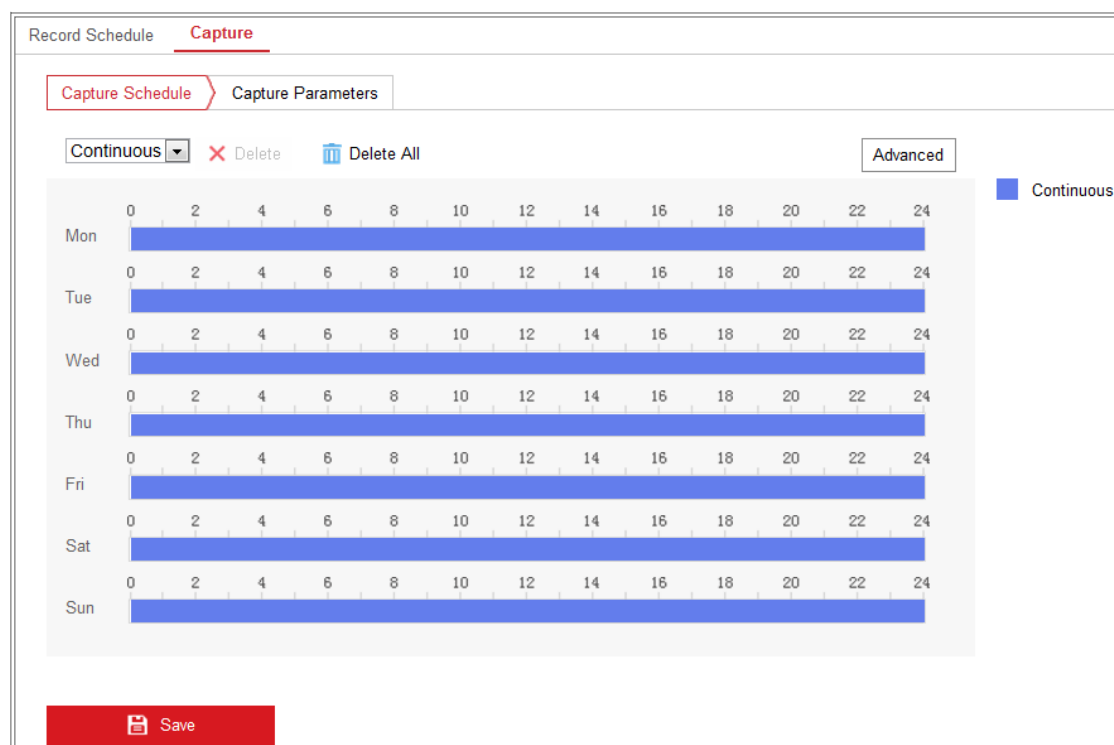 Record Schedule Capture
Capture Schedule Capture Parameters
Continuous Delete Delete All Advanced
Continuous
0 2 4 6 8 10 12 14 16 18 20 22 24
Mon
0 2 4 6 8 10 12 14 16 18 20 22 24
Tue
0 2 4 6 8 10 12 14 16 18 20 22 24
Wed
0 2 4 6 8 10 12 14 16 18 20 22 24
Thu
0 2 4 6 8 10 12 14 16 18 20 22 24
Fri
0 2 4 6 8 10 12 14 16 18 20 22 24
Sat
0 2 4 6 8 10 12 14 16 18 20 22 24
Sun
Save